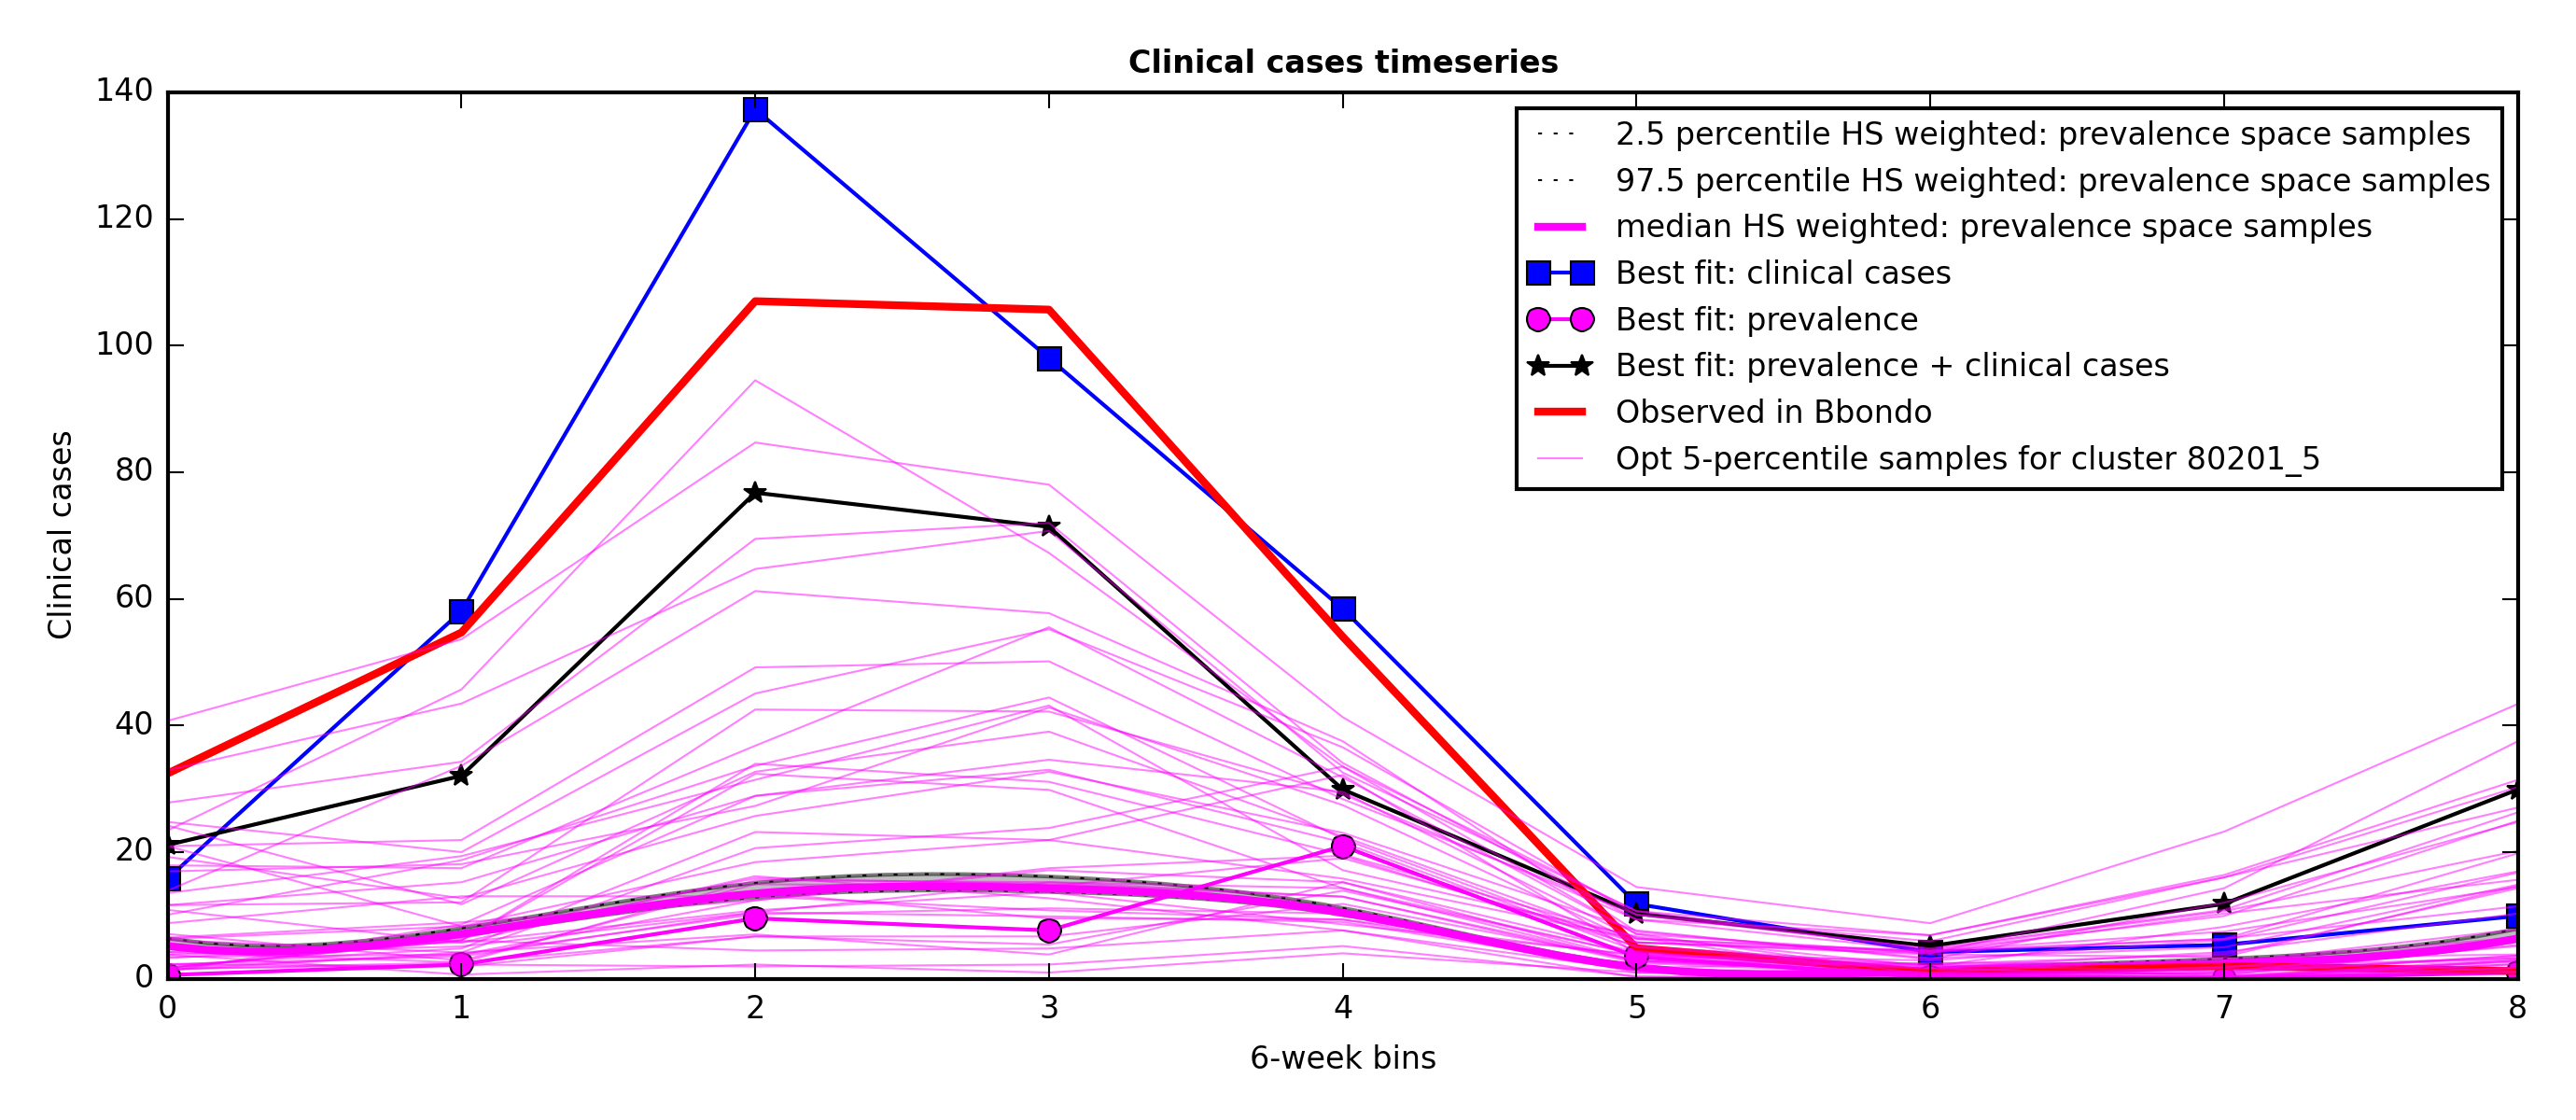 Clinical cases timeseries
140
120
100
80
60
40
20
0
Clinical cases
2.5 percentile HS weighted: prevalence space samples
97.5 percentile HS weighted: prevalence space samples
median HS weighted: prevalence space samples
Best fit: clinical cases
Best fit: prevalence
Best fit: prevalence + clinical cases
Observed in Bbondo
Opt 5-percentile samples for cluster 80201_5
0 1 2 3 4 5 6 7 8
6-week bins